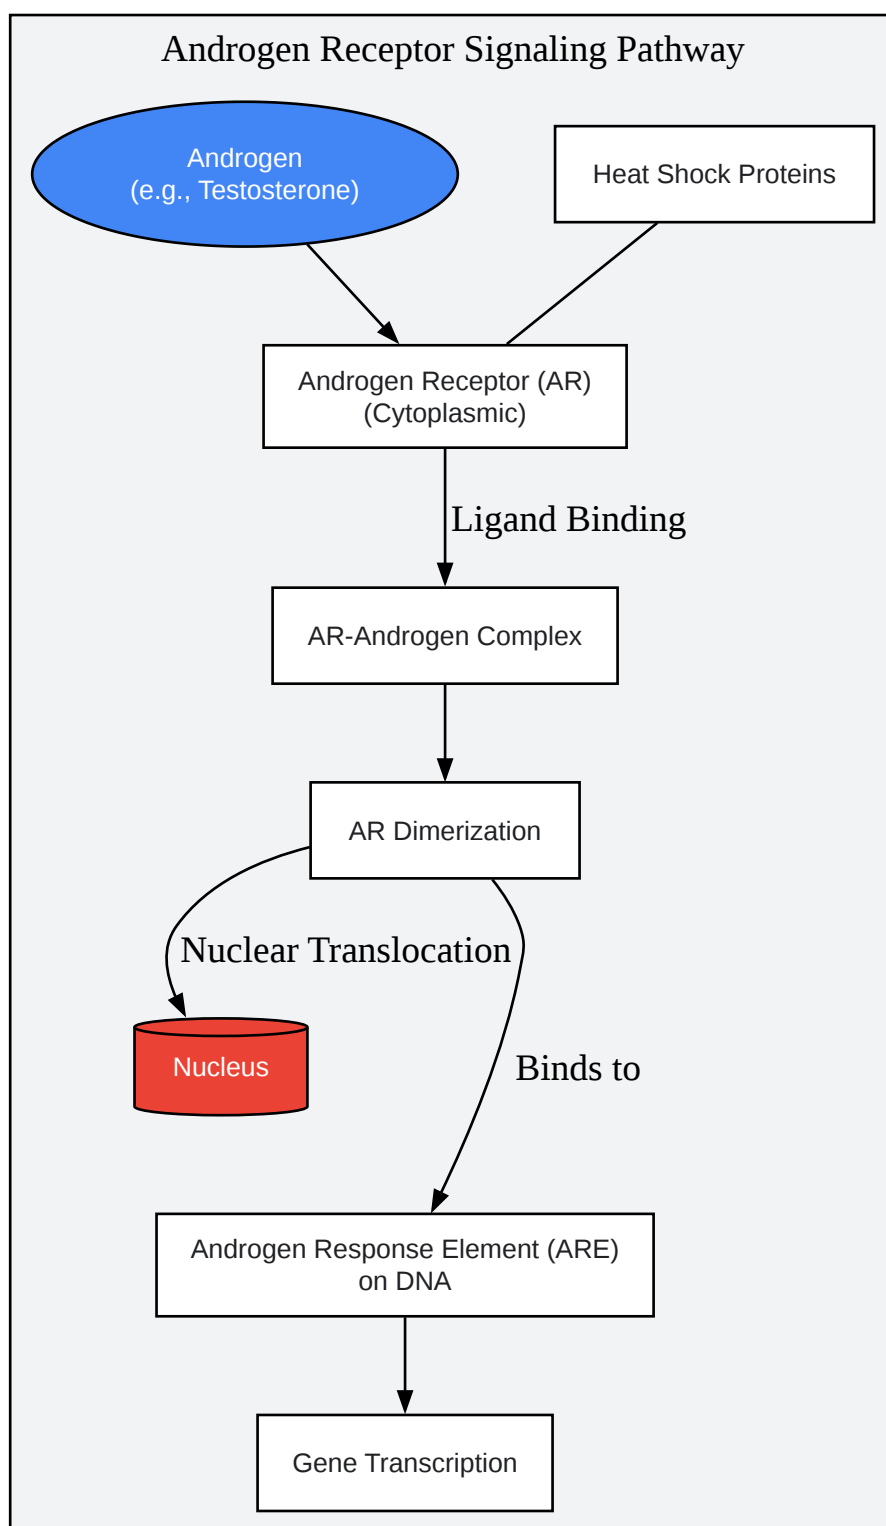 Androgen Receptor Signaling Pathway
Androgen
(e.g., Testosterone)
Heat Shock Proteins
Androgen Receptor (AR)
(Cytoplasmic)
Ligand Binding
AR-Androgen Complex
AR Dimerization
Nuclear Translocation
Nucleus
Binds to
Androgen Response Element (ARE)
on DNA
Gene Transcription